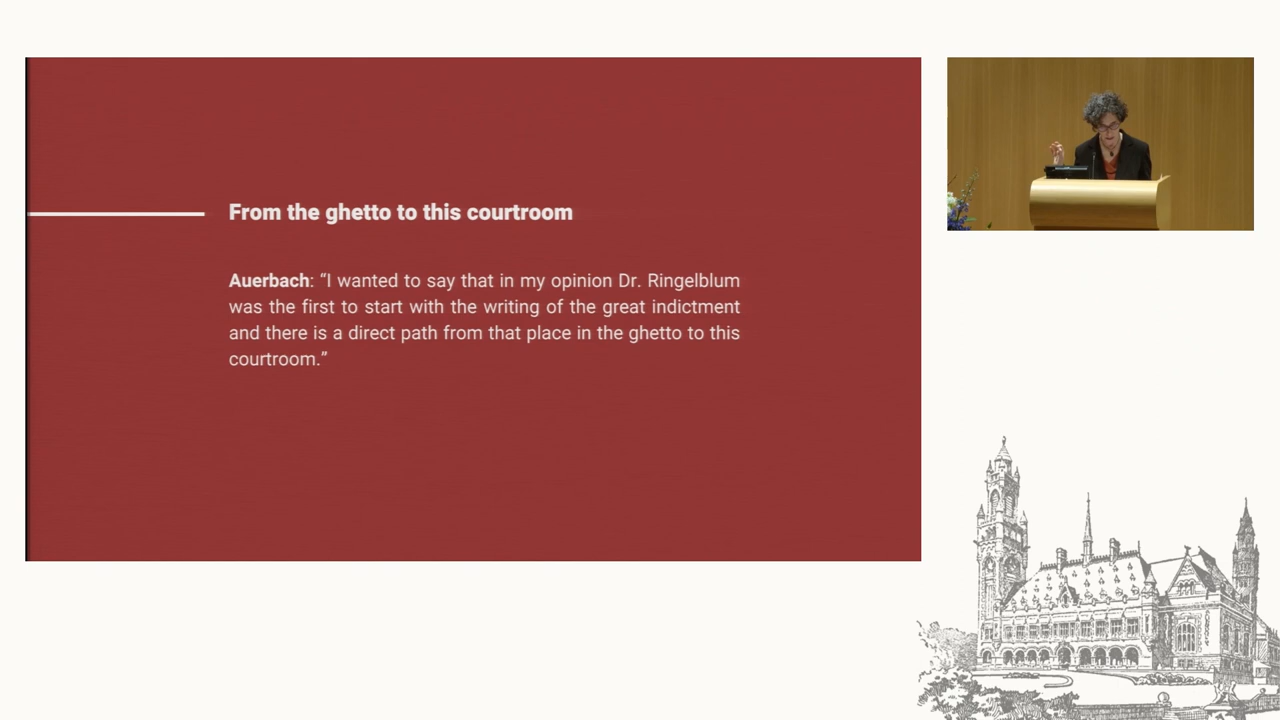 From the ghetto to this courtroom
Auerbach: “I wanted to say that in my opinion Dr. Ringelblum
was the first to start with the writing of the great indictment
and there is a direct path from that place in the ghetto to this
courtroom.”